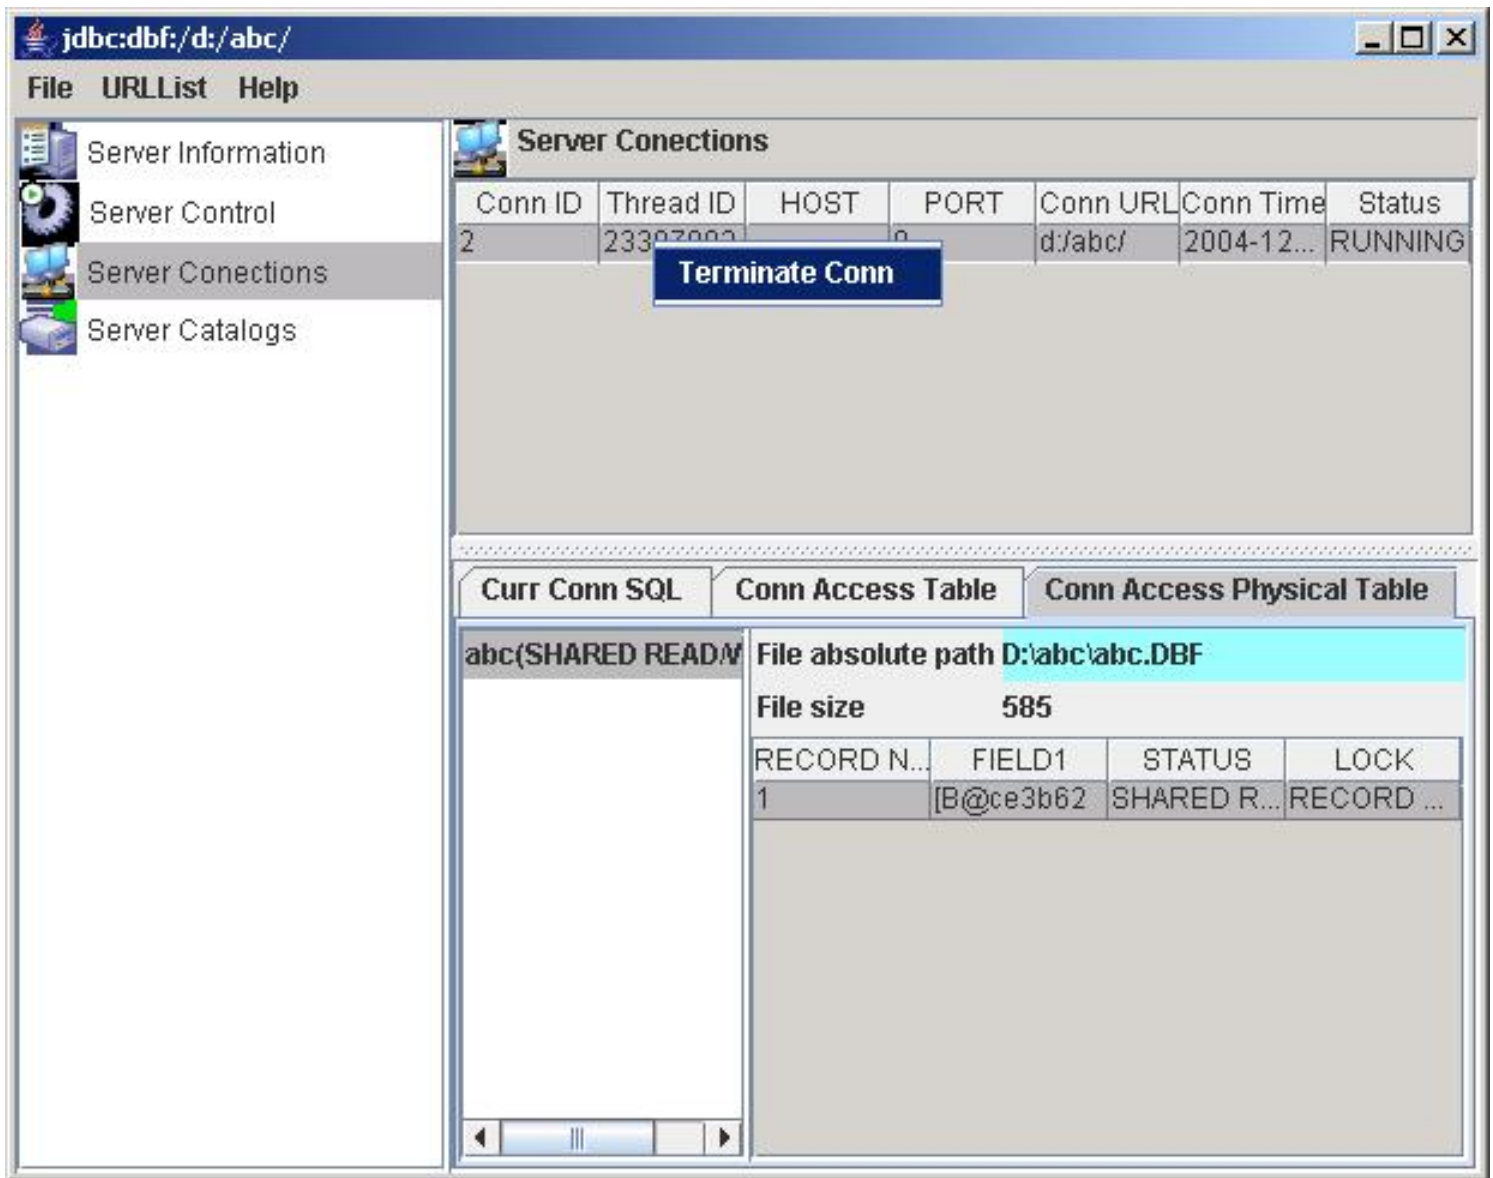 jdbc:dbf:/d:/abc/
File URLList Help
Server Information
Server Control
Server Conections
Server Catalogs
Server Conections
Conn ID Thread ID HOST PORT Conn URL Conn Time Status
2 d:/abc/ 2004-12... RUNNING
Terminate Conn
Curr Conn SQL Conn Access Table Conn Access Physical Table
abc(SHARED READ/W
File absolute path D:\abc\abc.DBF
File size 585
RECORD N... FIELD1 STATUS LOCK
1 [B@ce3b62 SHARED R... RECORD ...